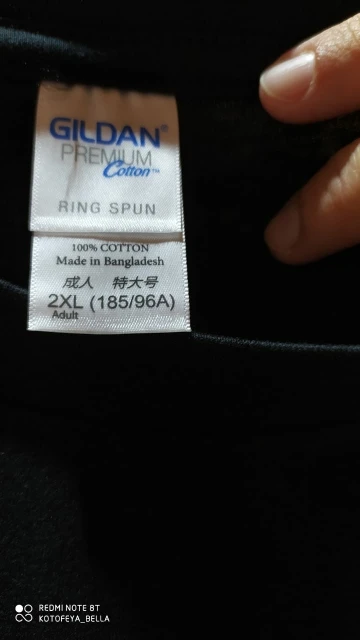 GILDAN®
PREMIUM
Cotton™
RING SPUN
100% COTTON
Made in Bangladesh
成人 特大号
2XL (185/96A)
Adult
REDMI NOTE 8T
KOTOFEYA_BELLA